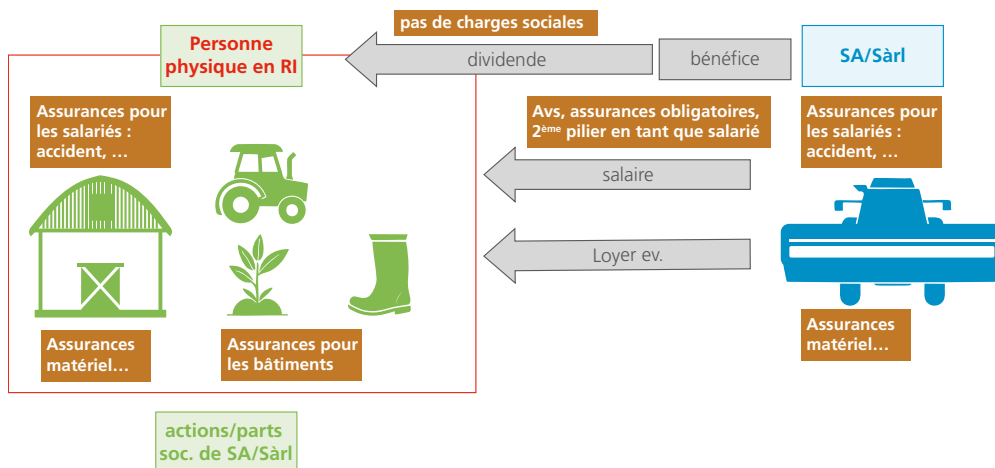 pas de charges sociales
Personne
physique en RI
dividende
bénéfice
SA/Sàrl
Assurances pour
les salariés :
accident, …
Avs, assurances obligatoires,
2ème pilier en tant que salarié
Assurances pour
les salariés :
accident, …
salaire
Loyer ev.
Assurances
matériel…
Assurances pour
les bâtiments
Assurances
matériel…
actions/parts
soc. de SA/Sàrl